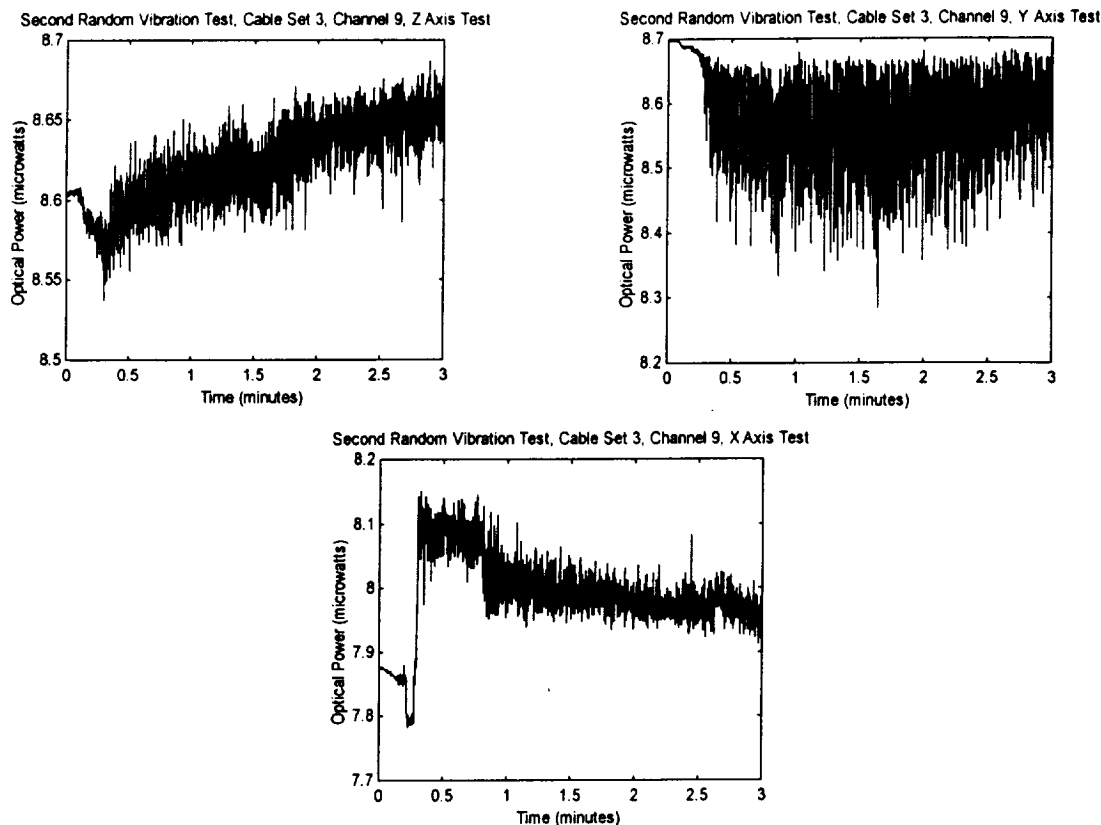 Second Random Vibration Test, Cable Set 3, Channel 9, Z Axis Test
8.7
8.65
8.6
8.55
8.5
Optical Power (microwatts)
0 0.5 1 1.5 2 2.5 3
Time (minutes)
Second Random Vibration Test, Cable Set 3, Channel 9, Y Axis Test
8.7
8.6
8.5
8.4
8.3
8.2
Optical Power (microwatts)
0 0.5 1 1.5 2 2.5 3
Time (minutes)
Second Random Vibration Test, Cable Set 3, Channel 9, X Axis Test
8.2
8.1
8
7.9
7.8
7.7
Optical Power (microwatts)
0 0.5 1 1.5 2 2.5 3
Time (minutes)